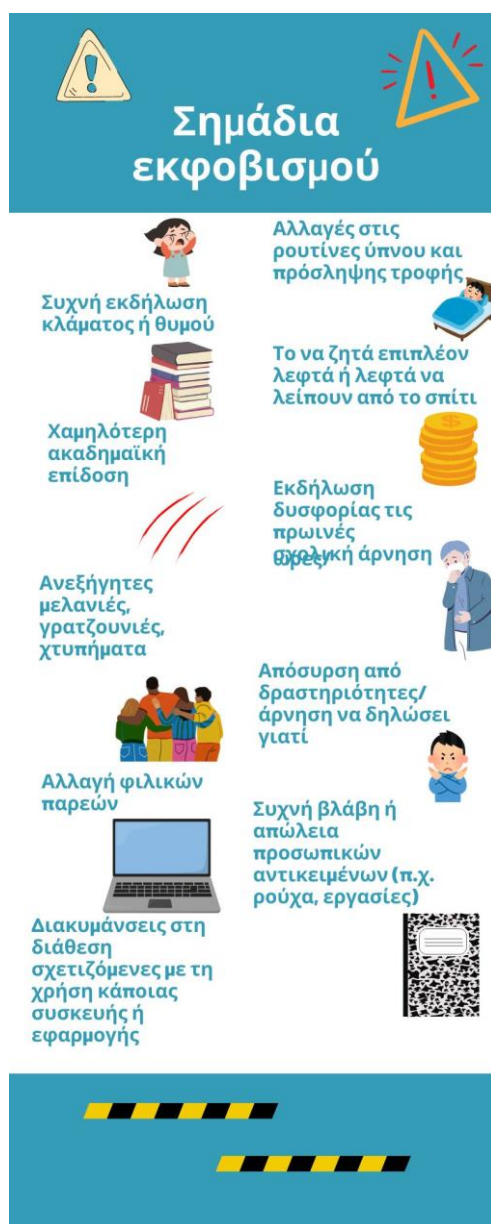 Σημάδια
εκφοβισμού
Συχνή εκδήλωση
κλάματος ή θυμού
Χαμηλότερη
ακαδημαϊκή
επίδοση
Ανεξήγητες
μελανιές,
γρατζουνιές,
χτυπήματα
Αλλαγή φιλικών
παρεών
Διακυμάνσεις στη
διάθεση
σχετιζόμενες με τη
χρήση κάποιας
συσκευής ή
εφαρμογής
Αλλαγές στις
ρουτίνες ύπνου και
πρόσληψης τροφής
Το να ζητά επιπλέον
λεφτά ή λεφτά να
λείπουν από το σπίτι
Εκδήλωση
δυσφορίας τις
πρωινές
ώρες/
σχολική άρνηση
Απόσυρση από
δραστηριότητες/
άρνηση να δηλώσει
γιατί
Συχνή βλάβη ή
απώλεια
προσωπικών
αντικειμένων (π.χ.
ρούχα, εργασίες)